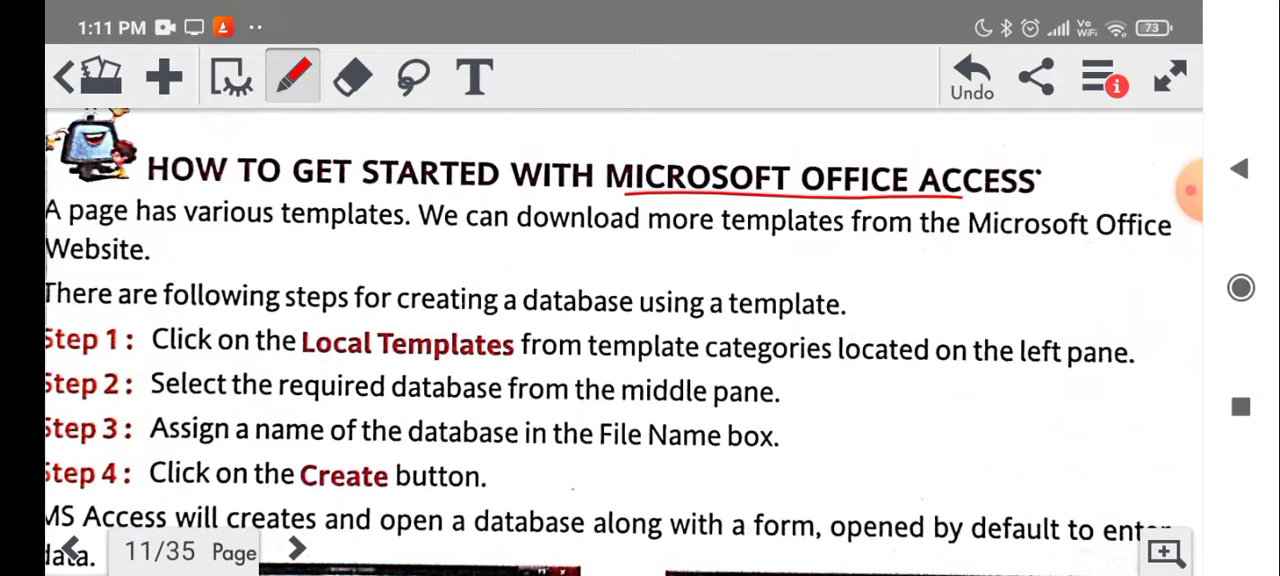 1:11 PM
Vo WiFi 73
T
Undo
i
HOW TO GET STARTED WITH MICROSOFT OFFICE ACCESS
A page has various templates. We can download more templates from the Microsoft Office
Website.
There are following steps for creating a database using a template.
Step 1: Click on the Local Templates from template categories located on the left pane.
Step 2: Select the required database from the middle pane.
Step 3: Assign a name of the database in the File Name box.
Step 4: Click on the Create button.
MS Access will creates and open a database along with a form, opened by default to enter
data.
11/35 Page